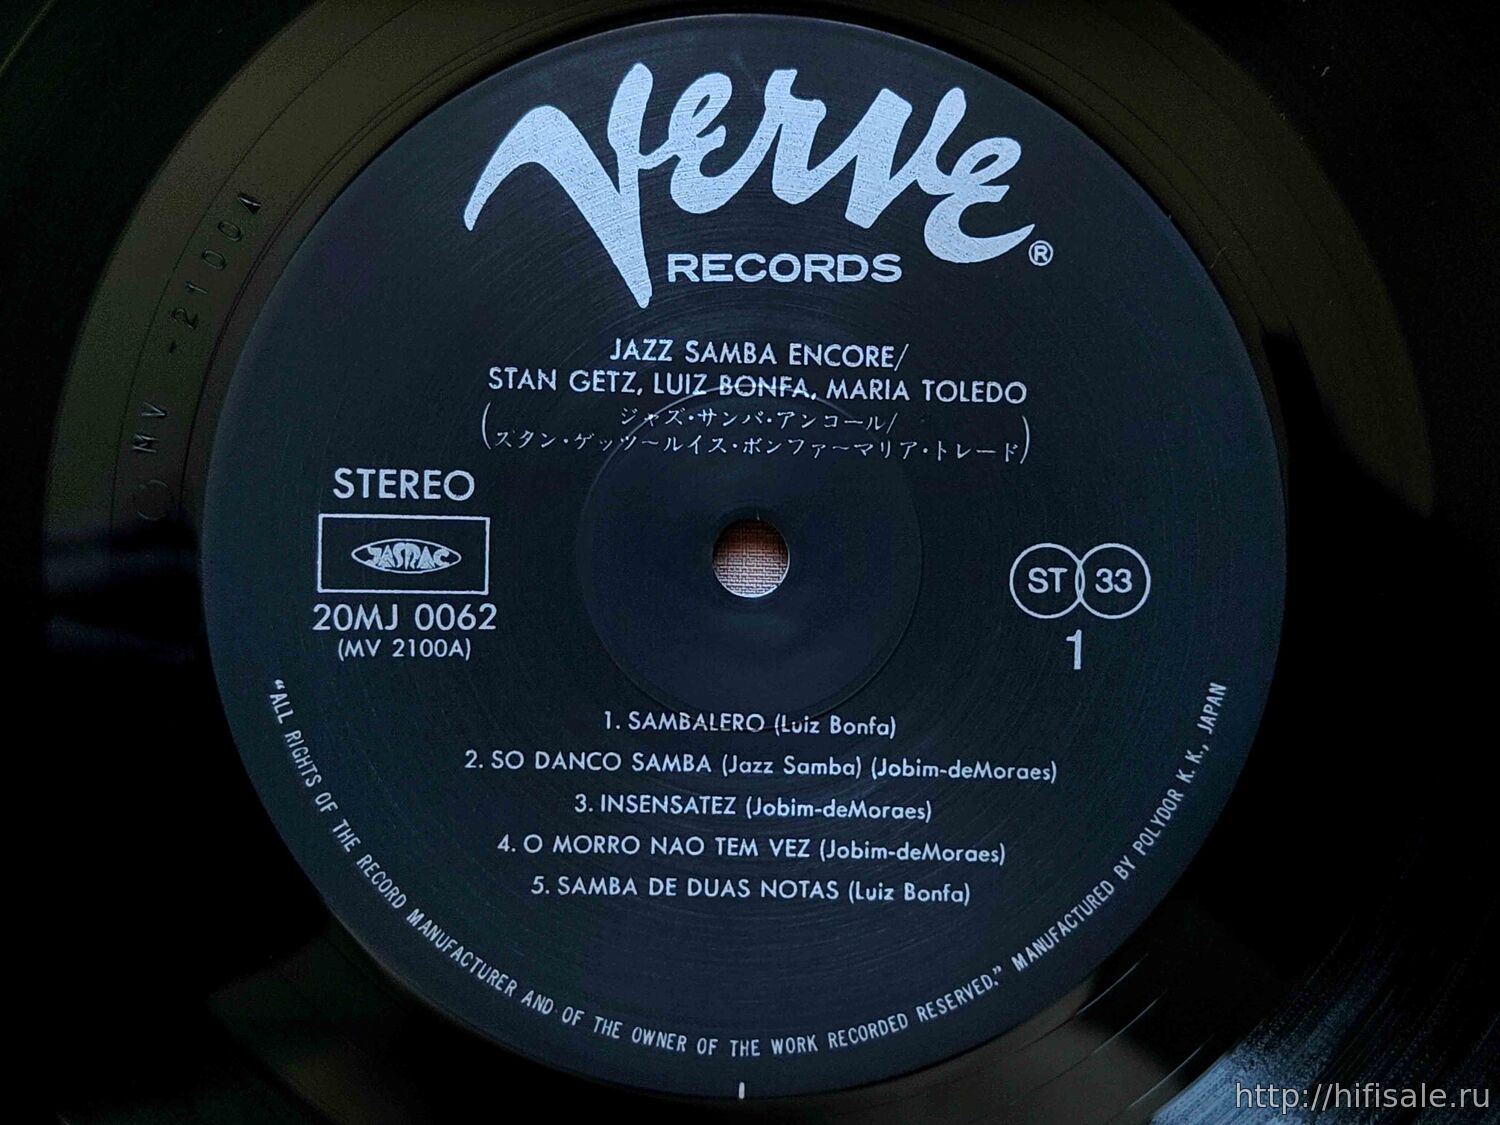 Verve
RECORDS
®
JAZZ SAMBA ENCORE/
STAN GETZ, LUIZ BONFA, MARIA TOLEDO
(ジャズ・サンバ・アンコール/
スタン・ゲッツ〜ルイス・ボンファ〜マリア・トレード)
STEREO
JASRAC
20MJ 0062
(MV 2100A)
ST 33
1
1. SAMBALERO (Luiz Bonfa)
2. SO DANCO SAMBA (Jazz Samba) (Jobim-deMoraes)
3. INSENSATEZ (Jobim-deMoraes)
4. O MORRO NAO TEM VEZ (Jobim-deMoraes)
5. SAMBA DE DUAS NOTAS (Luiz Bonfa)
"ALL RIGHTS OF THE RECORD MANUFACTURER AND OF THE OWNER OF THE WORK RECORDED RESERVED." MANUFACTURED BY POLYDOR K. K., JAPAN
MV - 2100A
http://hifisale.ru